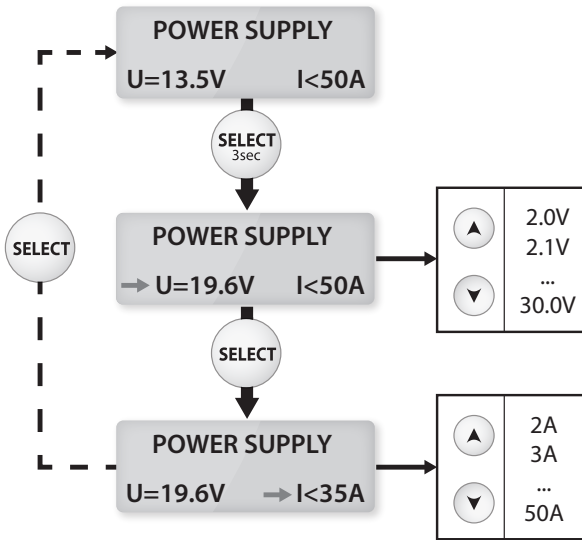 POWER SUPPLY
U=13.5V I<50A
SELECT
3sec
POWER SUPPLY
U=19.6V I<50A
2.0V
2.1V
...
30.0V
SELECT
SELECT
POWER SUPPLY
U=19.6V I<35A
2A
3A
...
50A